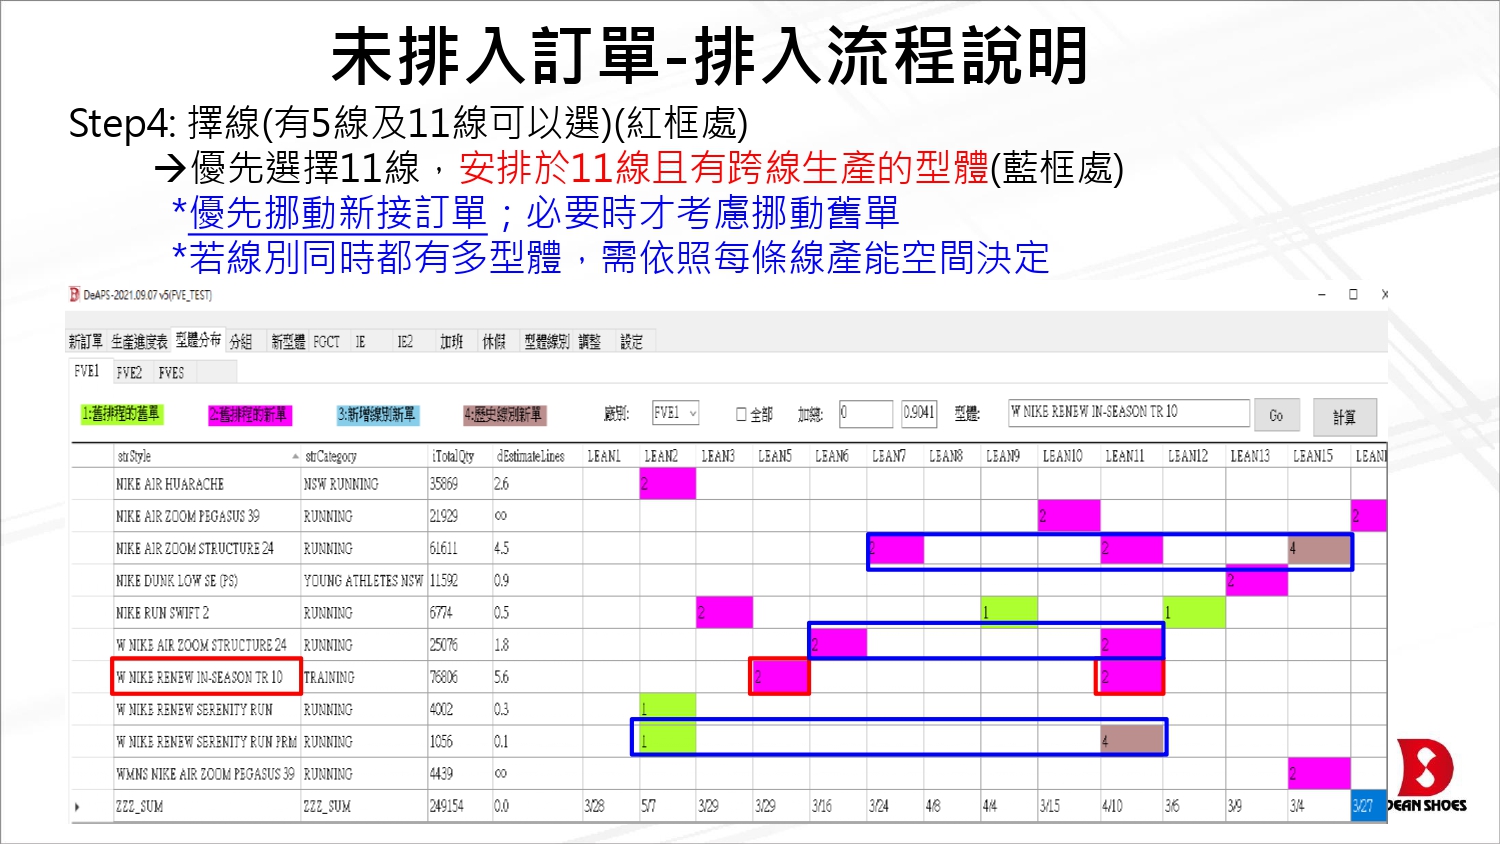 未排入訂單-排入流程說明
Step4: 擇線(有5線及11線可以選)(紅框處)
→優先選擇11線，安排於11線且有跨線生產的型體(藍框處)
*優先挪動新接訂單；必要時才考慮挪動舊單
*若線別同時都有多型體，需依照每條線產能空間決定
DeAPS-2021.09.07 v5(FVE_TEST)
新訂單 生產進度表 型體分布 分組 新型體 FGCT IE IE2 加班 休假 型體線別 調整 設定
FVE1 FVE2 FVES
1:舊排程的舊單 2:舊排程的新單 3:新增線別新單 4:歷史線別新單 廠別: FVE1 全部 加總: 0 0.9041 型體: W NIKE RENEW IN-SEASON TR 10 Go 計算
strStyle strCategory iTotalQty dEstimateLines LEAN1 LEAN2 LEAN3 LEAN5 LEAN6 LEAN7 LEAN8 LEAN9 LEAN10 LEAN11 LEAN12 LEAN13 LEAN15
NIKE AIR HUARACHE NSW RUNNING 35869 2.6 2
NIKE AIR ZOOM PEGASUS 39 RUNNING 21929 ∞ 2 2
NIKE AIR ZOOM STRUCTURE 24 RUNNING 61611 4.5 2 2 4
NIKE DUNK LOW SE (PS) YOUNG ATHLETES NSW 11592 0.9 2
NIKE RUN SWIFT 2 RUNNING 6774 0.5 2 1 1
W NIKE AIR ZOOM STRUCTURE 24 RUNNING 25076 1.8 2 2
W NIKE RENEW IN-SEASON TR 10 TRAINING 76806 5.6 2 2
W NIKE RENEW SERENITY RUN RUNNING 4002 0.3 1
W NIKE RENEW SERENITY RUN PRM RUNNING 1056 0.1 1 4
WMNS NIKE AIR ZOOM PEGASUS 39 RUNNING 4439 ∞ 2
ZZZ_SUM ZZZ_SUM 249154 0.0 3/28 5/7 3/29 3/29 3/16 3/24 4/8 4/4 3/15 4/10 3/6 3/9 3/4 3/27
DEAN SHOES